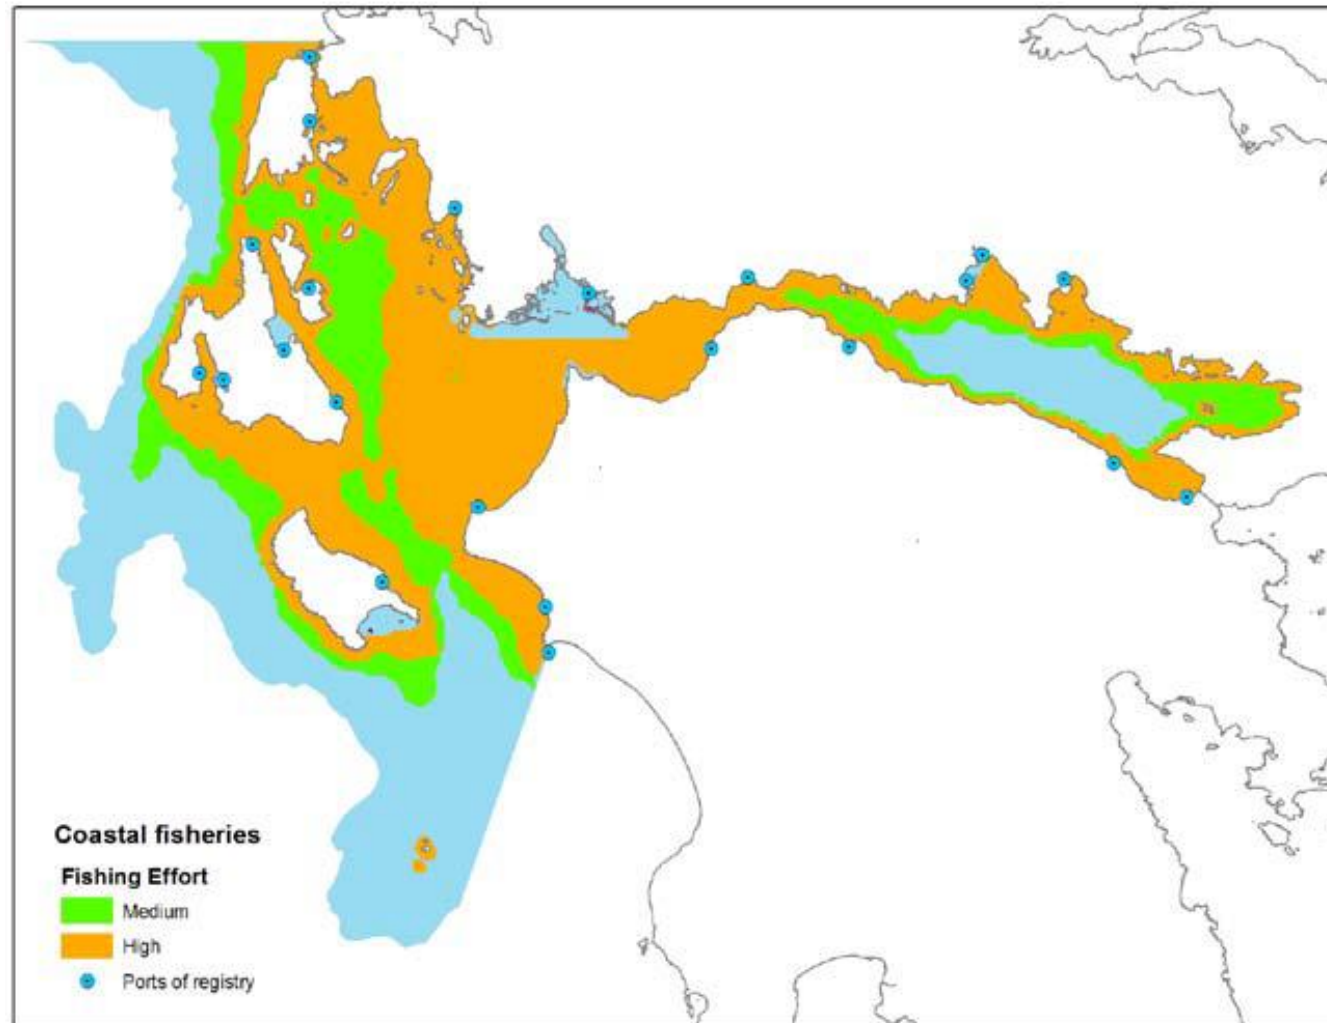 Coastal fisheries
Fishing Effort
Medium
High
Ports of registry